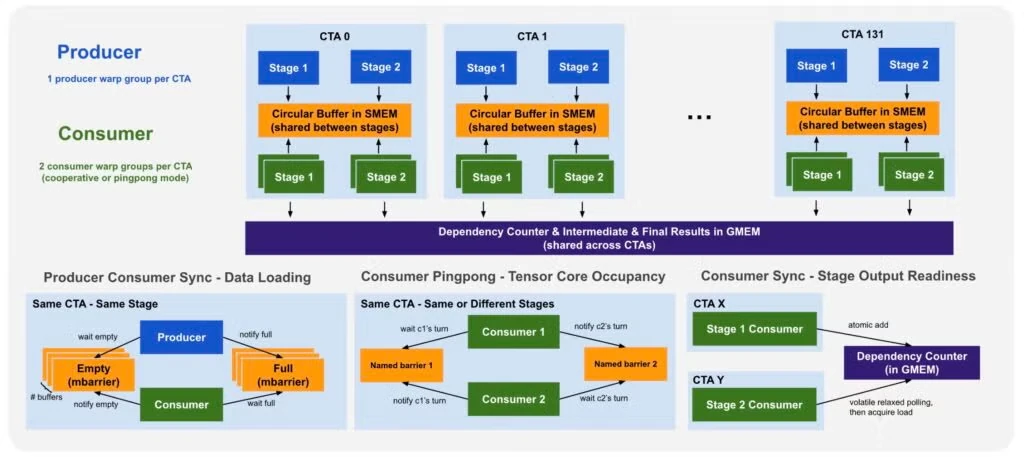 Producer
1 producer warp group per CTA
Consumer
2 consumer warp groups per CTA
(cooperative or pingpong mode)
CTA 0
Stage 1
Stage 2
Circular Buffer in SMEM
(shared between stages)
Stage 1
Stage 2
CTA 1
Stage 1
Stage 2
Circular Buffer in SMEM
(shared between stages)
Stage 1
Stage 2
...
CTA 131
Stage 1
Stage 2
Circular Buffer in SMEM
(shared between stages)
Stage 1
Stage 2
Dependency Counter & Intermediate & Final Results in GMEM
(shared across CTAs)
Producer Consumer Sync - Data Loading
Same CTA - Same Stage
wait empty
Producer
notify full
Empty
(mbarrier)
Full
(mbarrier)
# buffers
notify empty
Consumer
wait full
Consumer Pingpong - Tensor Core Occupancy
Same CTA - Same or Different Stages
wait c1's turn
Consumer 1
notify c2's turn
Named barrier 1
Named barrier 2
notify c1's turn
Consumer 2
wait c2's turn
Consumer Sync - Stage Output Readiness
CTA X
Stage 1 Consumer
atomic add
Dependency Counter
(in GMEM)
CTA Y
Stage 2 Consumer
volatile relaxed polling,
then acquire load